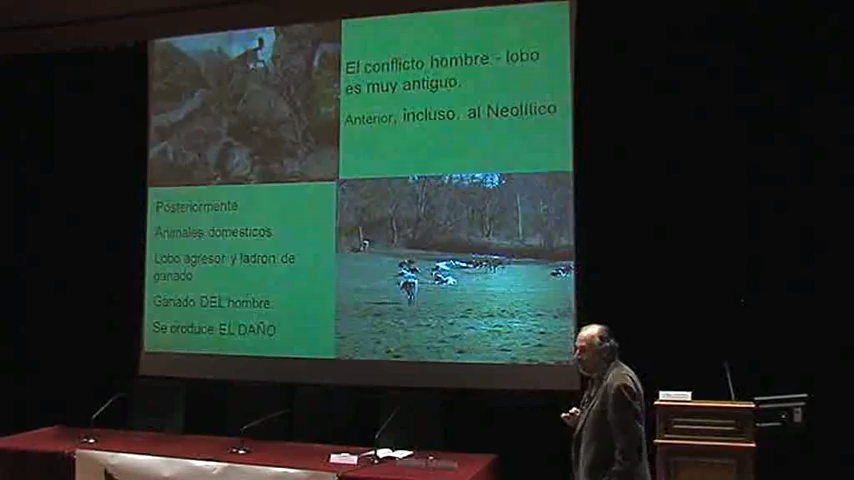 El conflicto hombre - lobo
es muy antiguo.
Anterior, incluso, al Neolítico
Posteriormente
Animales domesticos
Lobo agresor y ladrón de
ganado
Ganado DEL hombre.
Se produce EL DAÑO